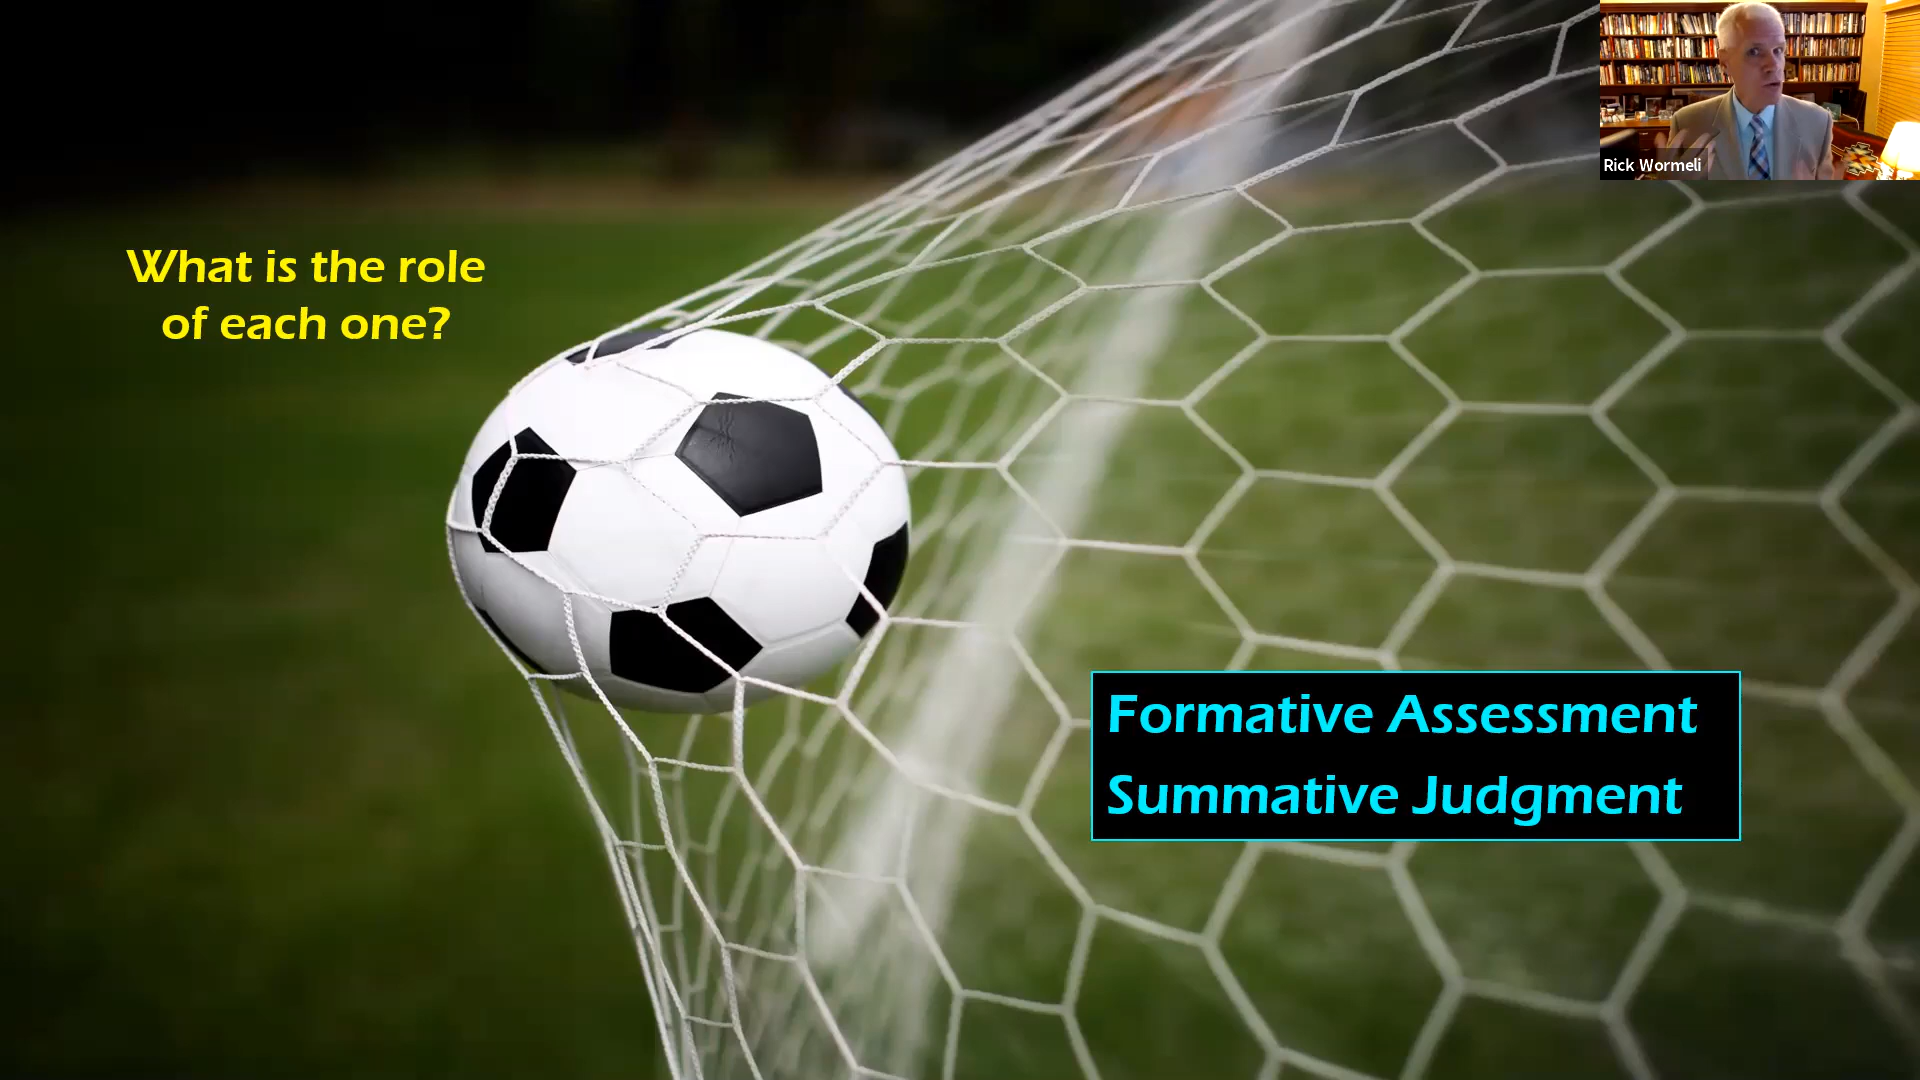 Rick Wormeli
What is the role
of each one?
Formative Assessment
Summative Judgment